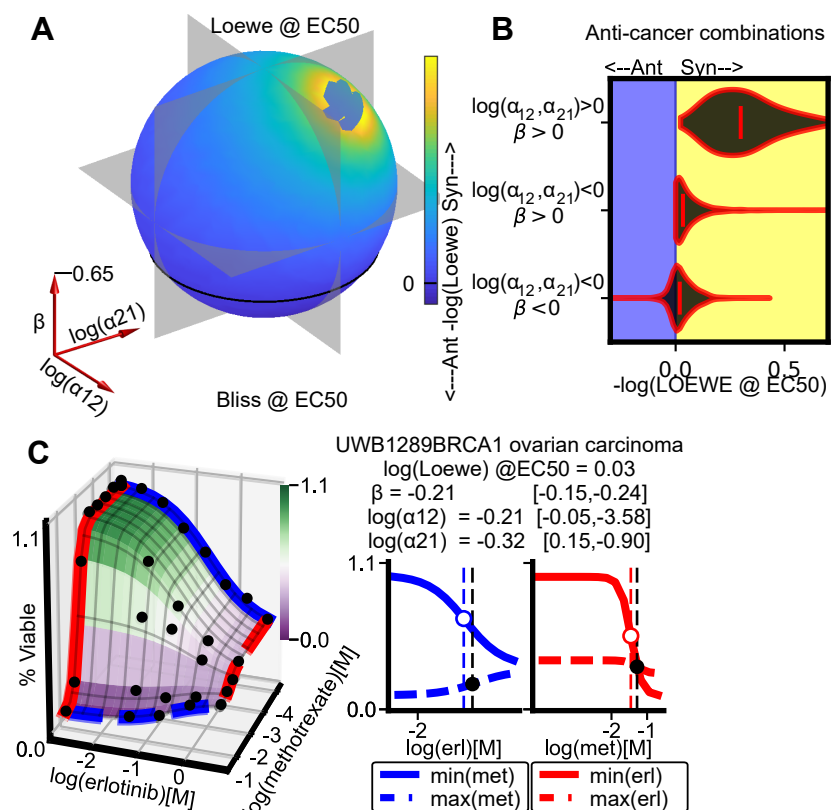 A
Loewe @ EC50
<---Ant -log(Loewe) Syn--->
0
0.65
β
log(α21)
log(α12)
Bliss @ EC50
B
Anti-cancer combinations
<--Ant Syn-->
log(α12,α21)>0
β > 0
log(α12,α21)<0
β > 0
log(α12,α21)<0
β <0
0.0 0.5
-log(LOEWE @ EC50)
C
UWB1289BRCA1 ovarian carcinoma
log(Loewe) @EC50 = 0.03
β = -0.21 [-0.15,-0.24]
log(α12) = -0.21 [-0.05,-3.58]
log(α21) = -0.32 [0.15,-0.90]
1.1
% Viable
0.0
-2 -1 0
log(erlotinib)[M]
-4
-3
-2
-1
log(methotrexate)[M]
1.1
0.0
1.1
0.0
-2
log(erl)[M]
min(met)
max(met)
-2 -1
log(met)[M]
min(erl)
max(erl)